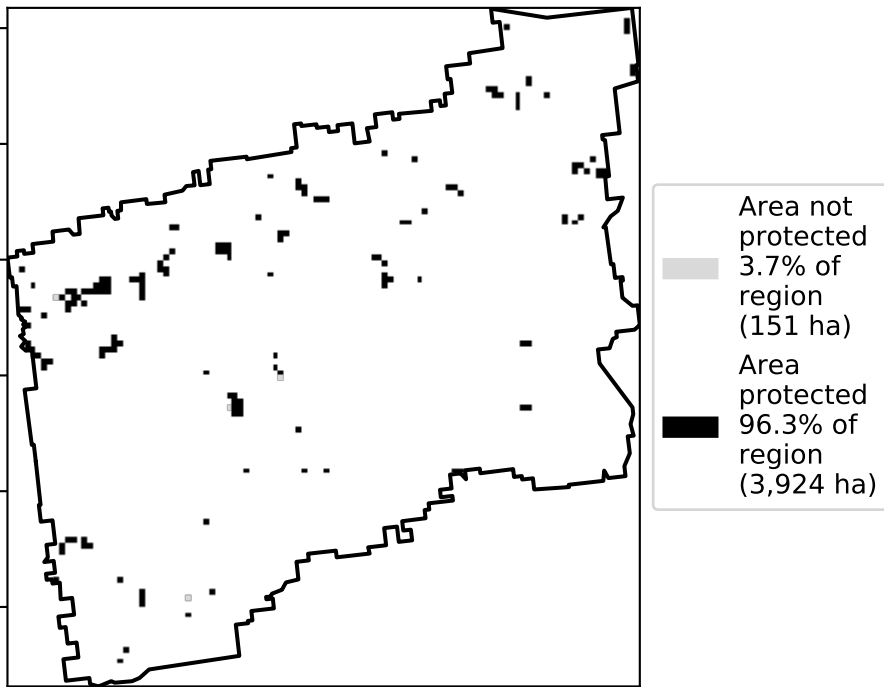 Area not
protected
3.7% of
region
(151 ha)
Area
protected
96.3% of
region
(3,924 ha)